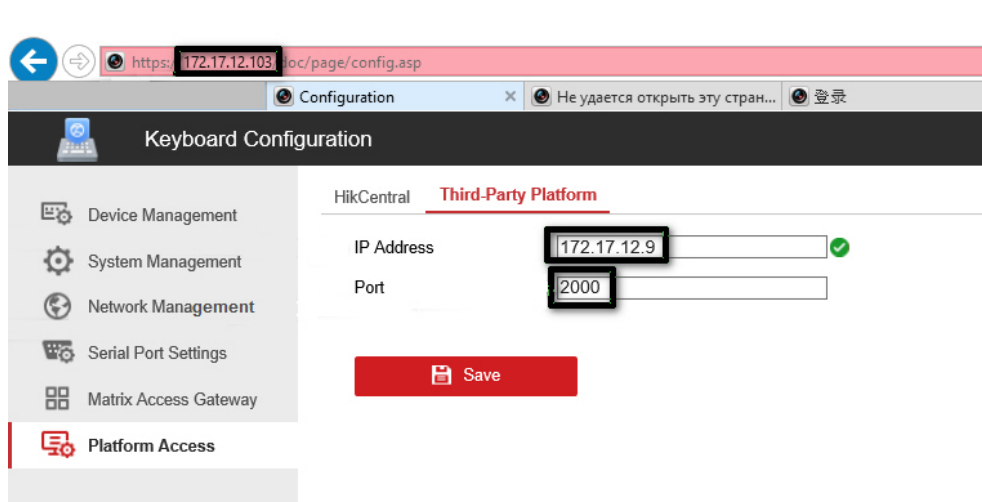 https://172.17.12.103/doc/page/config.asp
Configuration × Не удается открыть эту стран... 登录
Keyboard Configuration
HikCentral Third-Party Platform
Device Management
IP Address 172.17.12.9
System Management
Port 2000
Network Management
Serial Port Settings
Save
Matrix Access Gateway
Platform Access